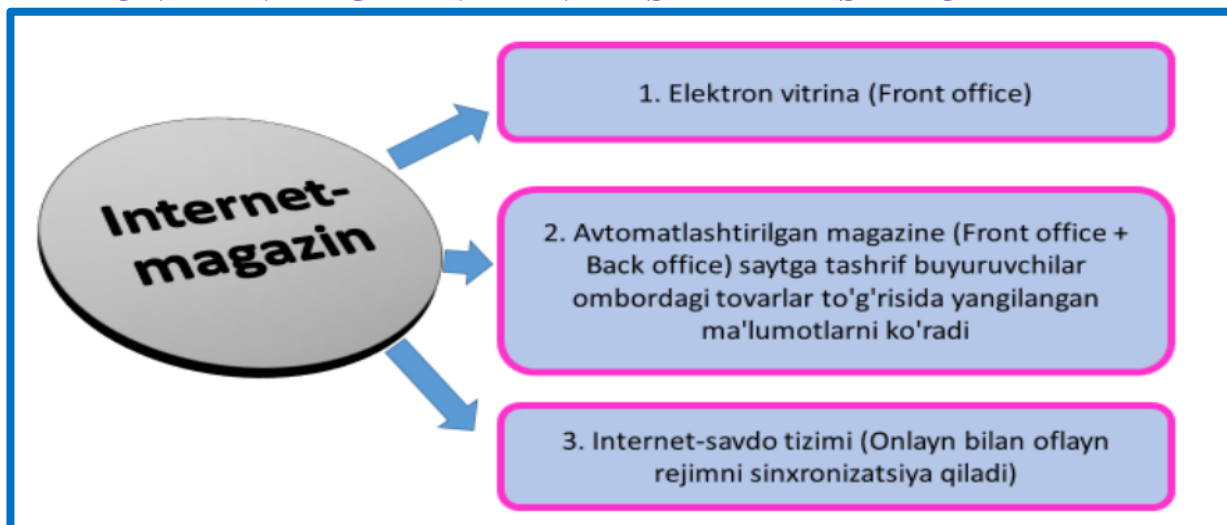 Internet-
magazin
1. Elektron vitrina (Front office)
2. Avtomatlashtirilgan magazine (Front office +
Back office) saytga tashrif buyuruvchilar
ombordagi tovarlar to'g'risida yangilangan
ma'lumotlarni ko'radi
3. Internet-savdo tizimi (Onlayn bilan oflayn
rejimni sinxronizatsiya qiladi)